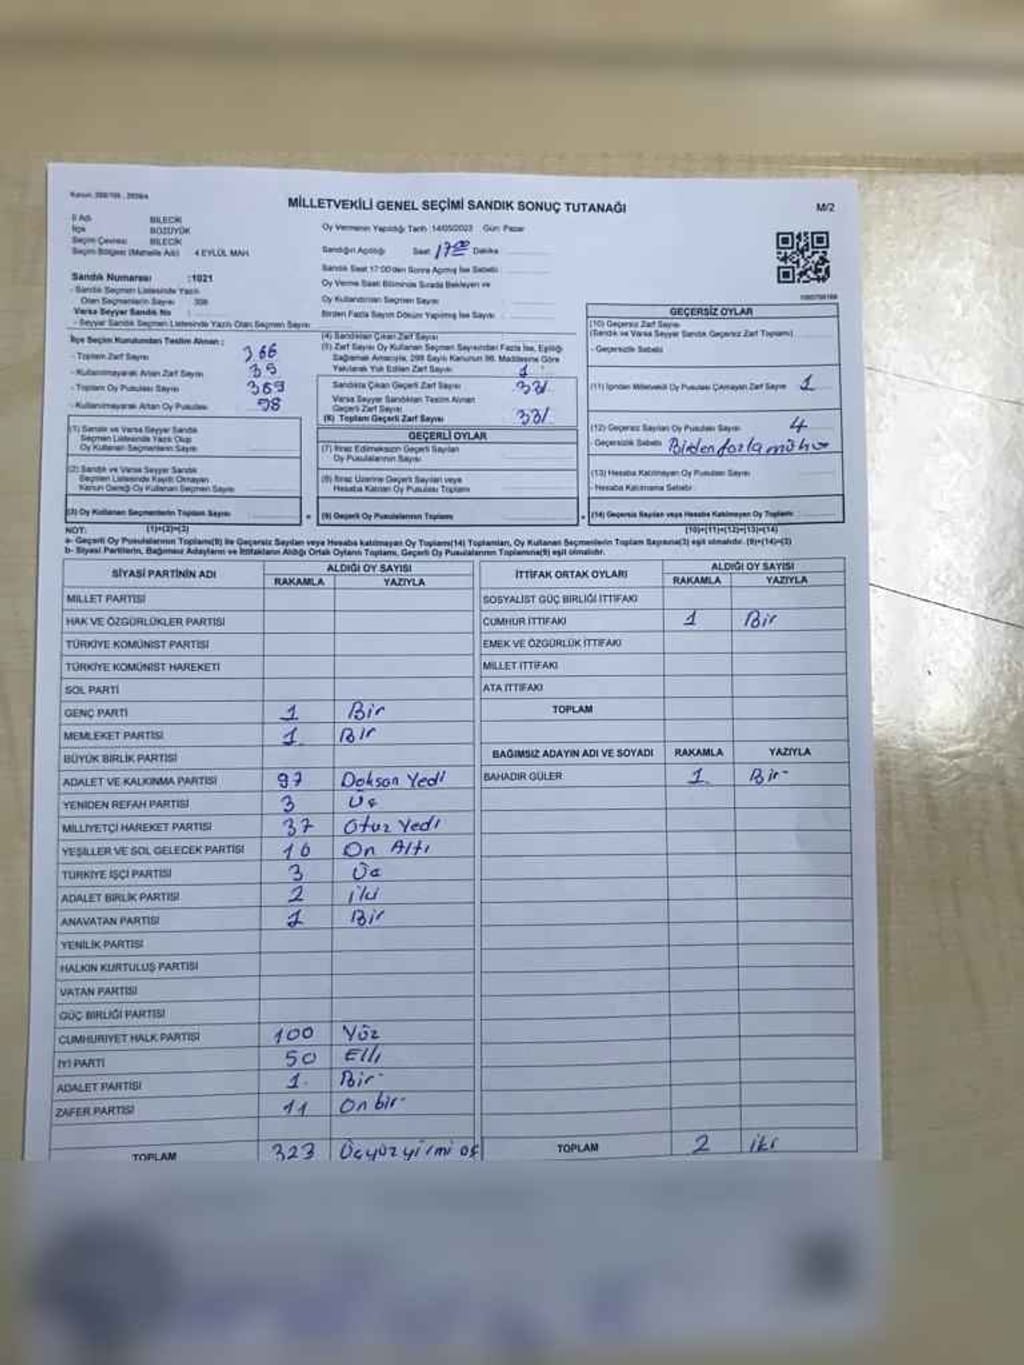 MİLLETVEKİLİ GENEL SEÇİMİ SANDIK SONUÇ TUTANAĞI
M/2
İl Adı BİLECİK
İlçe BOZÜYÜK
Seçim Çevresi BİLECİK
Seçim Bölgesi (Mahalle Adı) 4 EYLÜL MAH.
Oy Vermenin Yapıldığı Tarih :14/05/2023 Gün: Pazar
Sandığın Açıldığı Saat 17.00 Dakika
Sandık Saat 17:00'den Sonra Açılmış İse Sebebi
Oy Verme Saati Bitiminde Sırada Bekleyen ve
Oy Kullandırılan Seçmen Sayısı
Birden Fazla Sayım Döküm Yapılmış İse Sayısı
Sandık Numarası :1021
- Sandık Seçmen Listesinde Yazılı
Olan Seçmenlerin Sayısı
Varsa Seyyar Sandık No
- Seyyar Sandık Seçmen Listesinde Yazılı Olan Seçmen Sayısı
İlçe Seçim Kurulundan Teslim Alınan ;
- Toplam Zarf Sayısı 366
- Kullanılmayarak Artan Zarf Sayısı 35
- Toplam Oy Pusulası Sayısı 369
- Kullanılmayarak Artan Oy Pusulası
(1) Sandık ve Varsa Seyyar Sandık
Seçmen Listesinde Yazılı Olup
Oy Kullanan Seçmenlerin Sayısı
(2) Sandık ve Varsa Seyyar Sandık
Seçmen Listesinde Kayıtlı Olmayan
Kanun Gereği Oy Kullanan Seçmen Sayısı
(3) Oy Kullanan Seçmenlerin Toplam Sayısı
(1)+(2)=(3)
(4) Sandıktan Çıkan Zarf Sayısı
(5) Zarf Sayısı Oy Kullanan Seçmen Sayısından Fazla İse, Eşitliği
Sağlamak Amacıyla, 298 Sayılı Kanunun 98. Maddesine Göre
Yakılarak Yok Edilen Zarf Sayısı 1
Sandıkta Çıkan Geçerli Zarf Sayısı 331
Varsa Seyyar Sandıktan Teslim Alınan
Geçerli Zarf Sayısı
(6) Toplam Geçerli Zarf Sayısı 331
GEÇERLİ OYLAR
(7) İtiraz Edilmeksizin Geçerli Sayılan
Oy Pusulalarının Sayısı
(8) İtiraz Üzerine Geçerli Sayılan veya
Hesaba Katılan Oy Pusulası Toplamı
(9) Geçerli Oy Pusulalarının Toplamı
GEÇERSİZ OYLAR
(10) Geçersiz Zarf Sayısı
(Sandık ve Varsa Seyyar Sandık Geçersiz Zarf Toplamı)
- Geçersizlik Sebebi
(11) İçinden Milletvekili Oy Pusulası Çıkmayan Zarf Sayısı 1
(12) Geçersiz Sayılan Oy Pusulası Sayısı 4
- Geçersizlik Sebebi Birden fazla mühür
(13) Hesaba Katılmayan Oy Pusulası Sayısı
- Hesaba Katılmama Sebebi
(14) Geçersiz Sayılan veya Hesaba Katılmayan Oy Toplamı
(10)+(11)+(12)+(13)=(14)
NOT:
a- Geçerli Oy Pusulalarının Toplamı(9) ile Geçersiz Sayılan veya Hesaba katılmayan Oy Toplamı(14) Toplamları, Oy Kullanan Seçmenlerin Toplam Sayısına(3) eşit olmalıdır. (9)+(14)=(3)
b- Siyasi Partilerin, Bağımsız Adayların ve İttifakların Aldığı Ortak Oyların Toplamı, Geçerli Oy Pusulalarının Toplamına(9) eşit olmalıdır.
SİYASİ PARTİNİN ADI ALDIĞI OY SAYISI
RAKAMLA YAZIYLA
MİLLET PARTİSİ
HAK VE ÖZGÜRLÜKLER PARTİSİ
TÜRKİYE KOMÜNİST PARTİSİ
TÜRKİYE KOMÜNİST HAREKETİ
SOL PARTİ
GENÇ PARTİ 1 Bir
MEMLEKET PARTİSİ 1 Bir
BÜYÜK BİRLİK PARTİSİ
ADALET VE KALKINMA PARTİSİ 97 Doksan Yedi
YENİDEN REFAH PARTİSİ 3 Üç
MİLLİYETÇİ HAREKET PARTİSİ 37 Otuz Yedi
YEŞİLLER VE SOL GELECEK PARTİSİ 16 On Altı
TÜRKİYE İŞÇİ PARTİSİ 3 Üç
ADALET BİRLİK PARTİSİ 2 iki
ANAVATAN PARTİSİ 1 Bir
YENİLİK PARTİSİ
HALKIN KURTULUŞ PARTİSİ
VATAN PARTİSİ
GÜÇ BİRLİĞİ PARTİSİ
CUMHURİYET HALK PARTİSİ 100 Yüz
İYİ PARTİ 50 Elli
ADALET PARTİSİ 1 Bir
ZAFER PARTİSİ 11 On bir
TOPLAM 323 Üçyüzyirmi üç
İTTİFAK ORTAK OYLARI ALDIĞI OY SAYISI
RAKAMLA YAZIYLA
SOSYALİST GÜÇ BİRLİĞİ İTTİFAKI
CUMHUR İTTİFAKI 1 Bir
EMEK VE ÖZGÜRLÜK İTTİFAKI
MİLLET İTTİFAKI
ATA İTTİFAKI
TOPLAM
BAĞIMSIZ ADAYIN ADI VE SOYADI RAKAMLA YAZIYLA
BAHADIR GÜLER 1 Bir
TOPLAM 2 iki